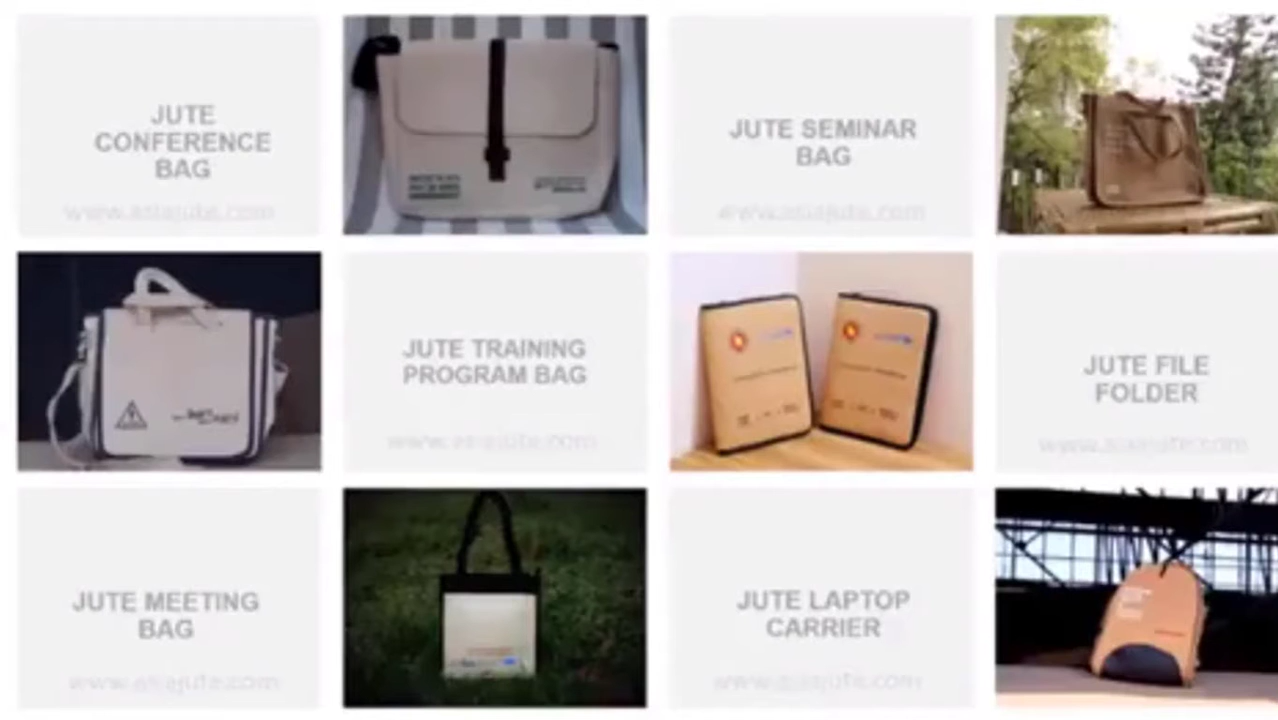 JUTE
CONFERENCE
BAG
www.asiajute.com
JUTE SEMINAR
BAG
www.asiajute.com
JUTE TRAINING
PROGRAM BAG
www.asiajute.com
JUTE FILE
FOLDER
www.asiajute.com
JUTE MEETING
BAG
www.asiajute.com
JUTE LAPTOP
CARRIER
www.asiajute.com